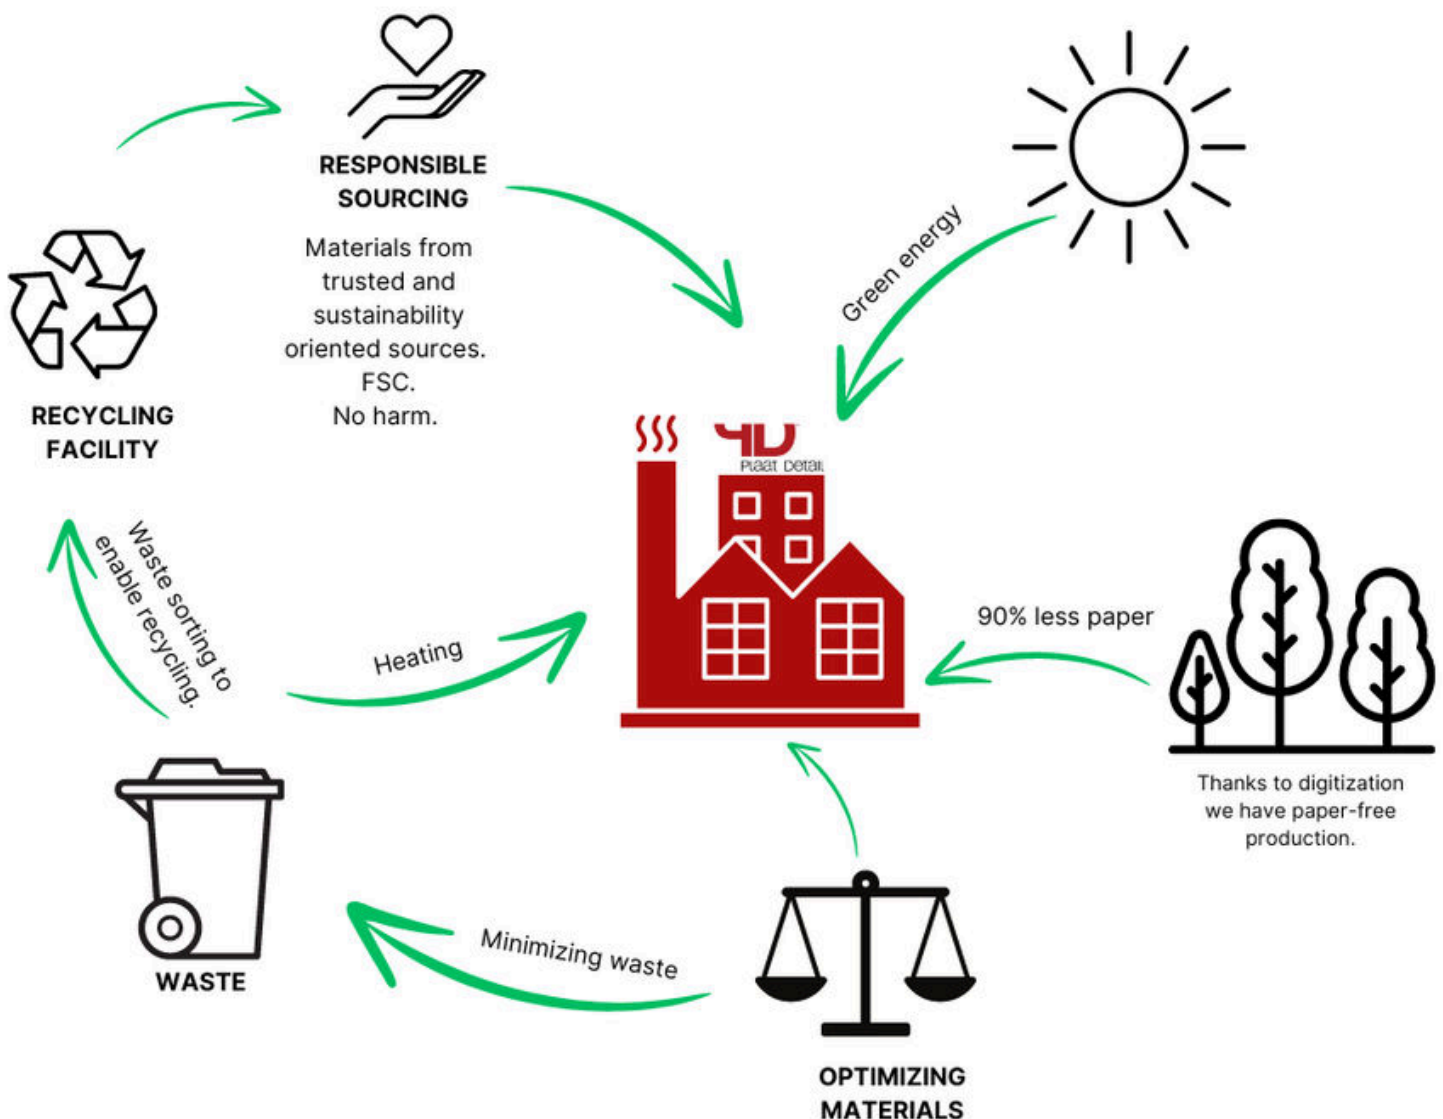 RESPONSIBLE
SOURCING
Materials from
trusted and
sustainability
oriented sources.
FSC.
No harm.
Green energy
RECYCLING
FACILITY
Plaat Detail
Waste sorting to
enable recycling.
Heating
90% less paper
Thanks to digitization
we have paper-free
production.
WASTE
Minimizing waste
OPTIMIZING
MATERIALS